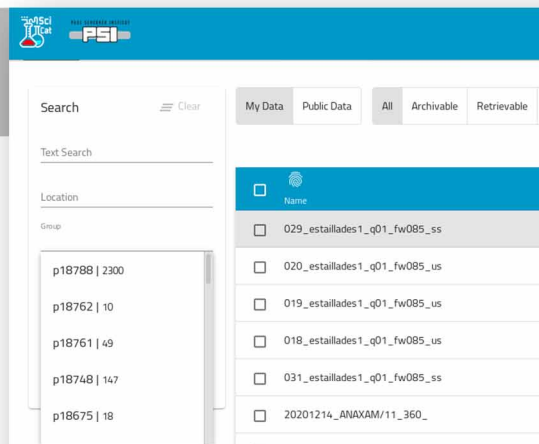 SciCat
PAUL SCHERRER INSTITUT
PSI
Search
Clear
My Data
Public Data
All
Archivable
Retrievable
Text Search
Location
Group
Name
p18788 | 2300
p18762 | 10
p18761 | 49
p18748 | 147
p18675 | 18
029_estaillades1_q01_fw085_ss
020_estaillades1_q01_fw085_us
019_estaillades1_q01_fw085_us
018_estaillades1_q01_fw085_us
031_estaillades1_q01_fw085_ss
20201214_ANAXAM/11_360_